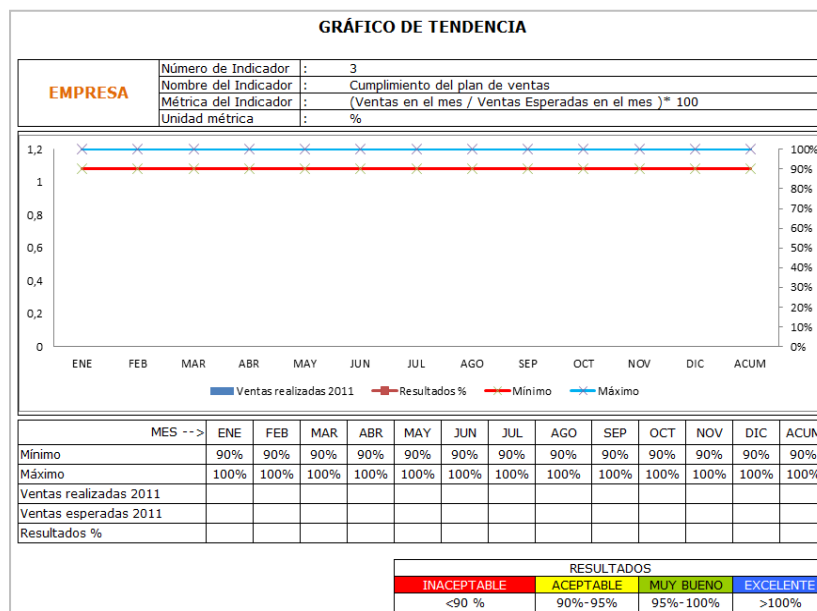 GRÁFICO DE TENDENCIA
EMPRESA
Número de Indicador : 3
Nombre del Indicador : Cumplimiento del plan de ventas
Métrica del Indicador : (Ventas en el mes / Ventas Esperadas en el mes )* 100
Unidad métrica : %
1,2 100%
90%
1 80%
70%
0,8
60%
0,6 50%
40%
0,4
30%
0,2 20%
10%
0 0%
ENE FEB MAR ABR MAY JUN JUL AGO SEP OCT NOV DIC ACUM
Ventas realizadas 2011 Resultados % Mínimo Máximo
MES --> ENE FEB MAR ABR MAY JUN JUL AGO SEP OCT NOV DIC ACUM
Mínimo 90% 90% 90% 90% 90% 90% 90% 90% 90% 90% 90% 90% 90%
Máximo 100% 100% 100% 100% 100% 100% 100% 100% 100% 100% 100% 100% 100%
Ventas realizadas 2011
Ventas esperadas 2011
Resultados %
RESULTADOS
INACEPTABLE ACEPTABLE MUY BUENO EXCELENTE
<90 % 90%-95% 95%-100% >100%